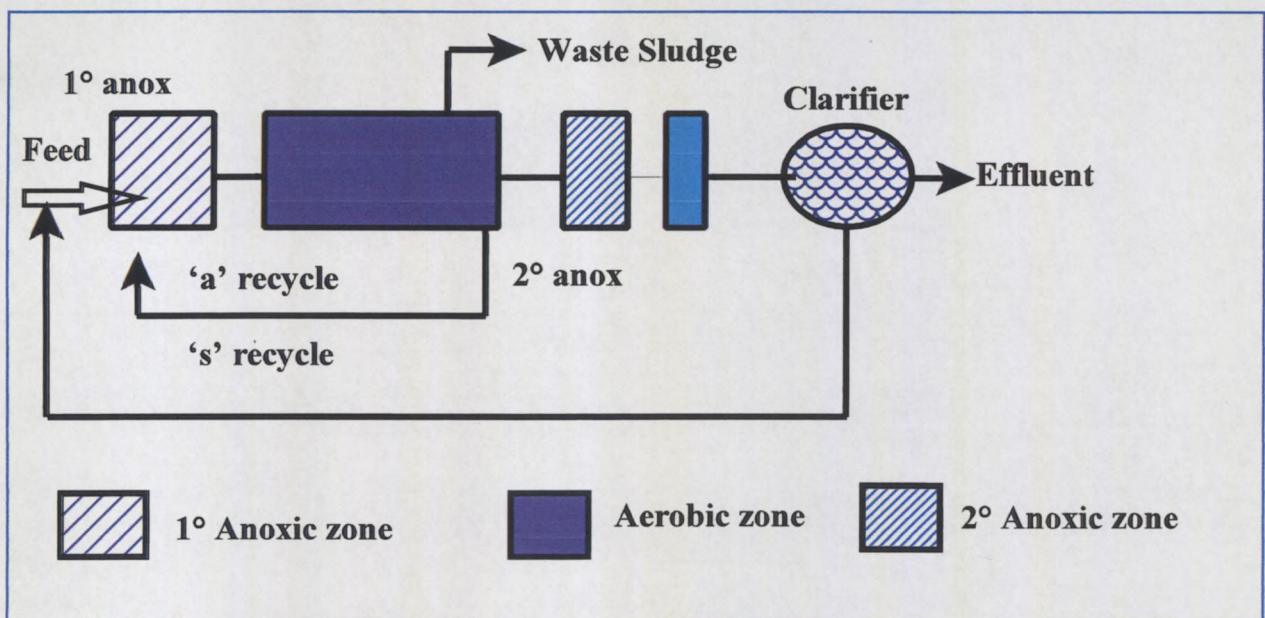 Waste Sludge
1° anox
Clarifier
Feed
Effluent
‘a’ recycle
2° anox
‘s’ recycle
1° Anoxic zone
Aerobic zone
2° Anoxic zone